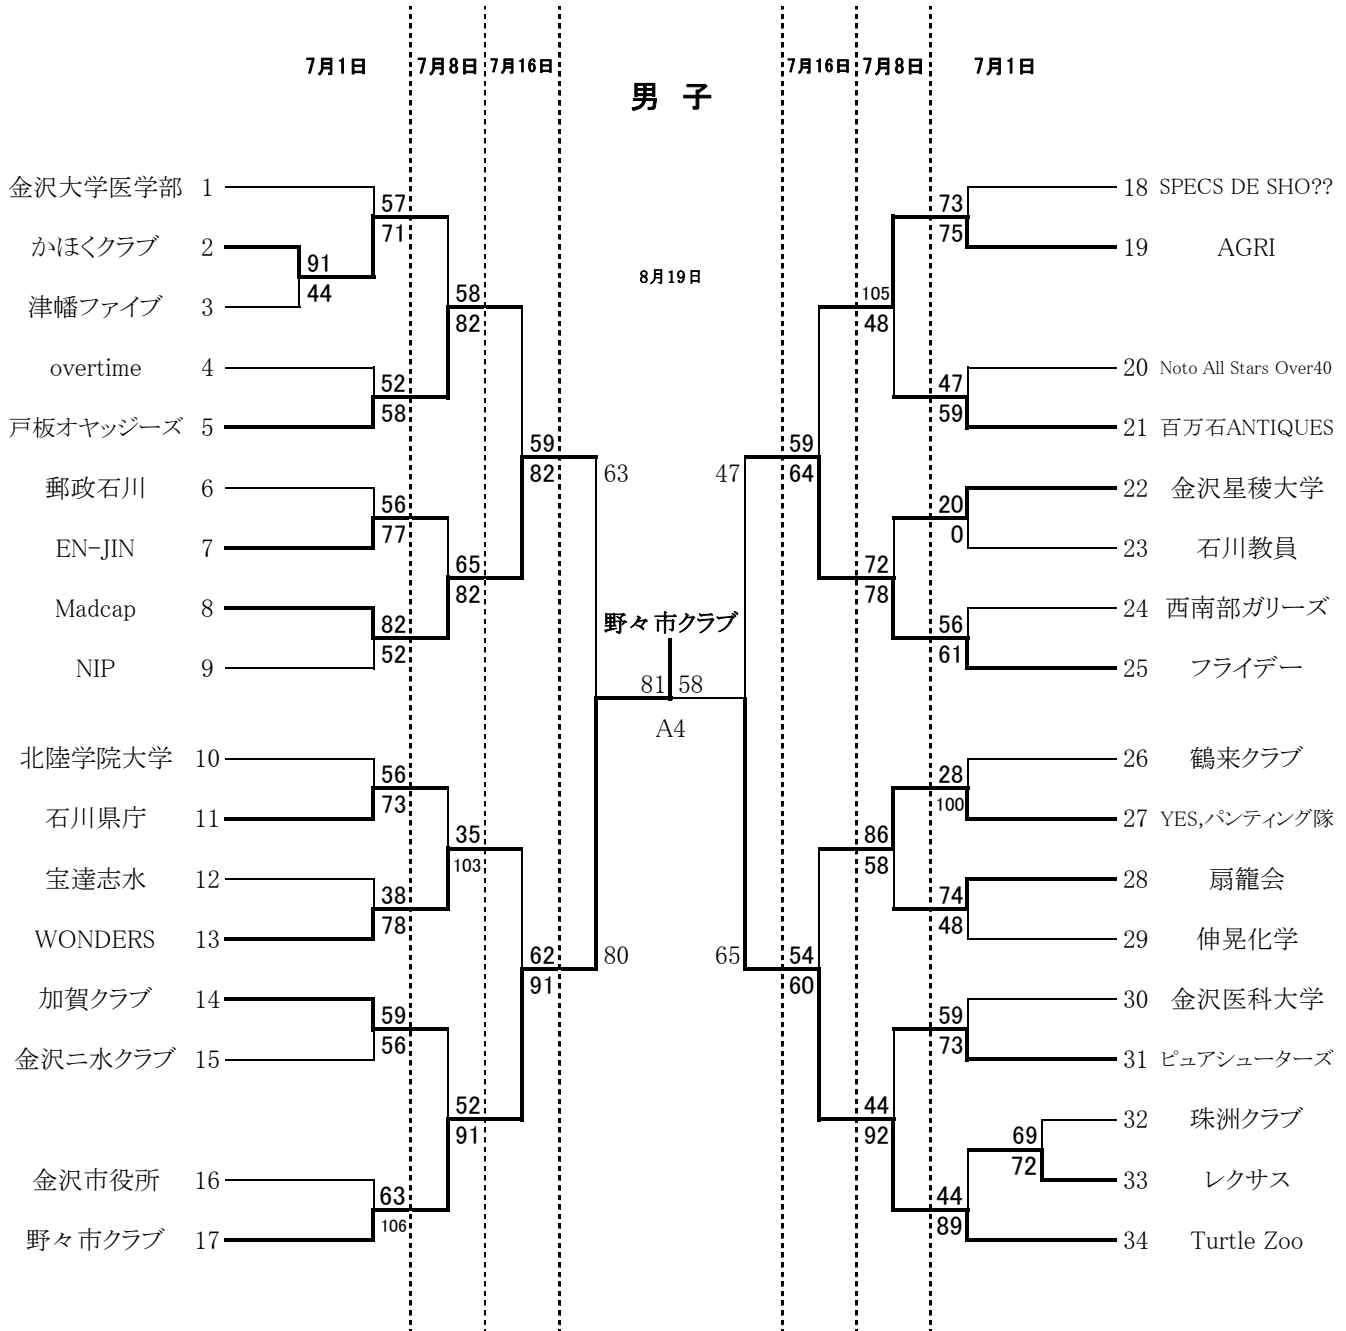 7月1日 7月8日 7月16日 7月16日 7月8日 7月1日
男 子
8月19日
金沢大学医学部 1
57
71
かほくクラブ 2
91
44
津幡ファイブ 3
58
82
overtime 4
52
58
戸板オヤッジーズ 5
59
82
63
郵政石川 6
56
77
EN-JIN 7
65
82
Madcap 8
82
52
NIP 9
北陸学院大学 10
56
73
石川県庁 11
35
103
宝達志水 12
38
78
WONDERS 13
62
91
80
加賀クラブ 14
59
56
金沢二水クラブ 15
52
91
金沢市役所 16
63
106
野々市クラブ 17
野々市クラブ
81 58
A4
18 SPECS DE SHO??
73
75
19 AGRI
105
48
20 Noto All Stars Over40
47
59
21 百万石ANTIQUES
47
59
64
22 金沢星稜大学
20
0
23 石川教員
72
78
24 西南部ガリーズ
56
61
25 フライデー
26 鶴来クラブ
28
100
27 YES,パンティング隊
86
58
28 扇籠会
74
48
29 伸晃化学
65
54
60
30 金沢医科大学
59
73
31 ピュアシューターズ
44
92
32 珠洲クラブ
69
72
33 レクサス
44
89
34 Turtle Zoo